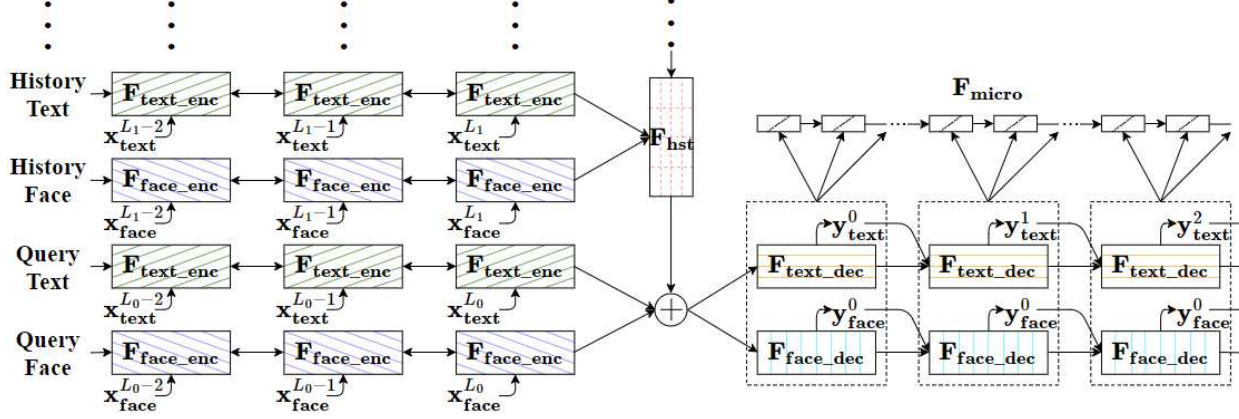 History Text
F_text_enc F_text_enc F_text_enc
x_text^{L_1-2} x_text^{L_1-1} x_text^{L_1}
History Face
F_face_enc F_face_enc F_face_enc
x_face^{L_1-2} x_face^{L_1-1} x_face^{L_1}
Query Text
F_text_enc F_text_enc F_text_enc
x_text^{L_0-2} x_text^{L_0-1} x_text^{L_0}
Query Face
F_face_enc F_face_enc F_face_enc
x_face^{L_0-2} x_face^{L_0-1} x_face^{L_0}
F_hst
+
F_micro
y_text^0 y_text^1 y_text^2
F_text_dec F_text_dec F_text_dec
y_face^0 y_face^0 y_face^0
F_face_dec F_face_dec F_face_dec